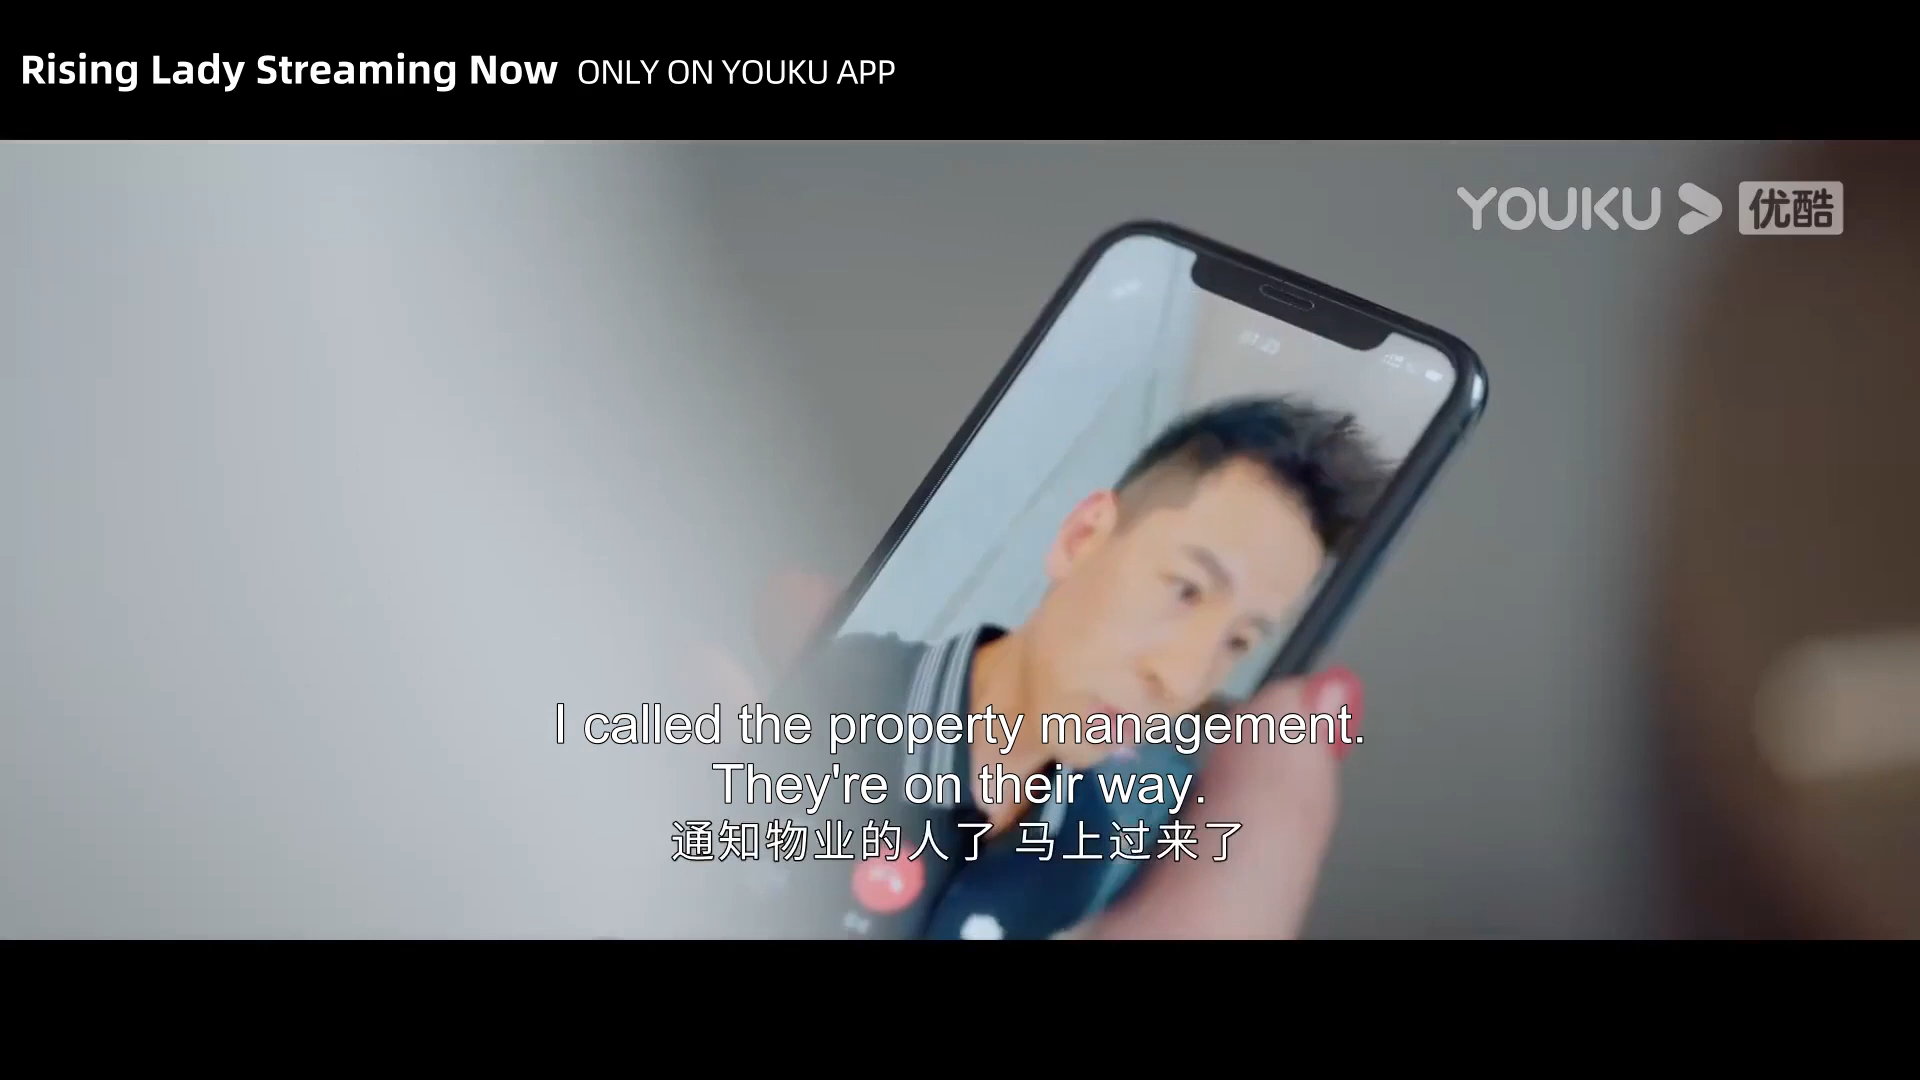 Rising Lady Streaming Now ONLY ON YOUKU APP
YOUKU 优酷
I called the property management.
They're on their way.
通知物业的人了 马上过来了